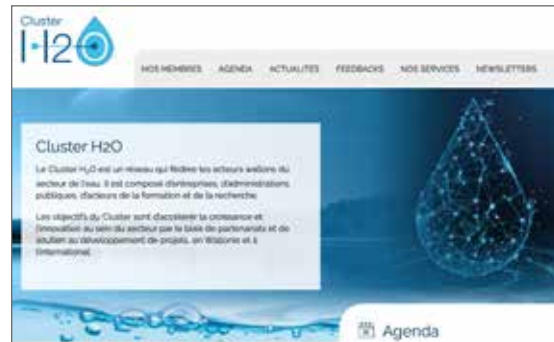 Cluster
H2O
NOS MEMBRES AGENDA ACTUALITES FEEDBACKS NOS SERVICES NEWSLETTERS
Cluster H2O
Le Cluster H₂O est un réseau qui fédère les acteurs wallons du
secteur de l'eau. Il est composé d'entreprises, d'administrations
publiques, d'acteurs de la formation et de la recherche.
Les objectifs du Cluster sont d'accélérer la croissance et
l'innovation au sein du secteur par le biais de partenariats et de
soutien au développement de projets, en Wallonie et à
l'international.
Agenda